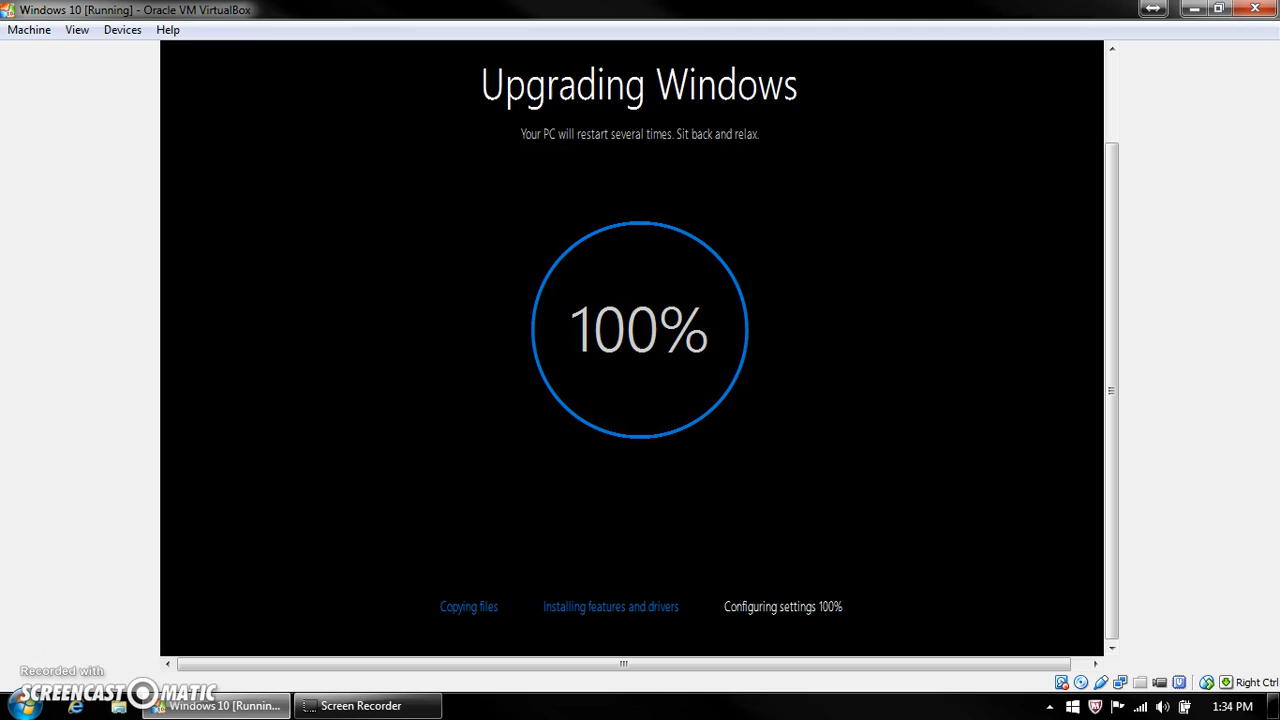 Windows 10 [Running] - Oracle VM VirtualBox
Machine View Devices Help
Upgrading Windows
Your PC will restart several times. Sit back and relax.
100%
Copying files Installing features and drivers Configuring settings 100%
Right Ctrl
Recorded with
SCREENCAST-O-MATIC
Windows 10 [Runnin... Screen Recorder 1:34 PM